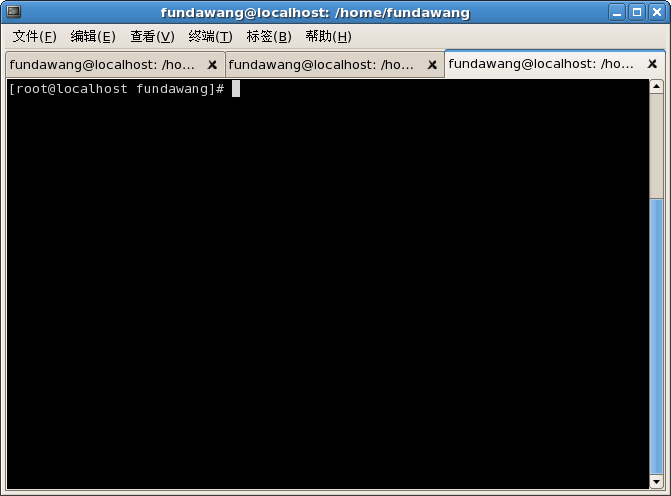 fundawang@localhost: /home/fundawang
文件(F) 编辑(E) 查看(V) 终端(T) 标签(B) 帮助(H)
fundawang@localhost: /ho... fundawang@localhost: /ho... fundawang@localhost: /ho...
[root@localhost fundawang]#